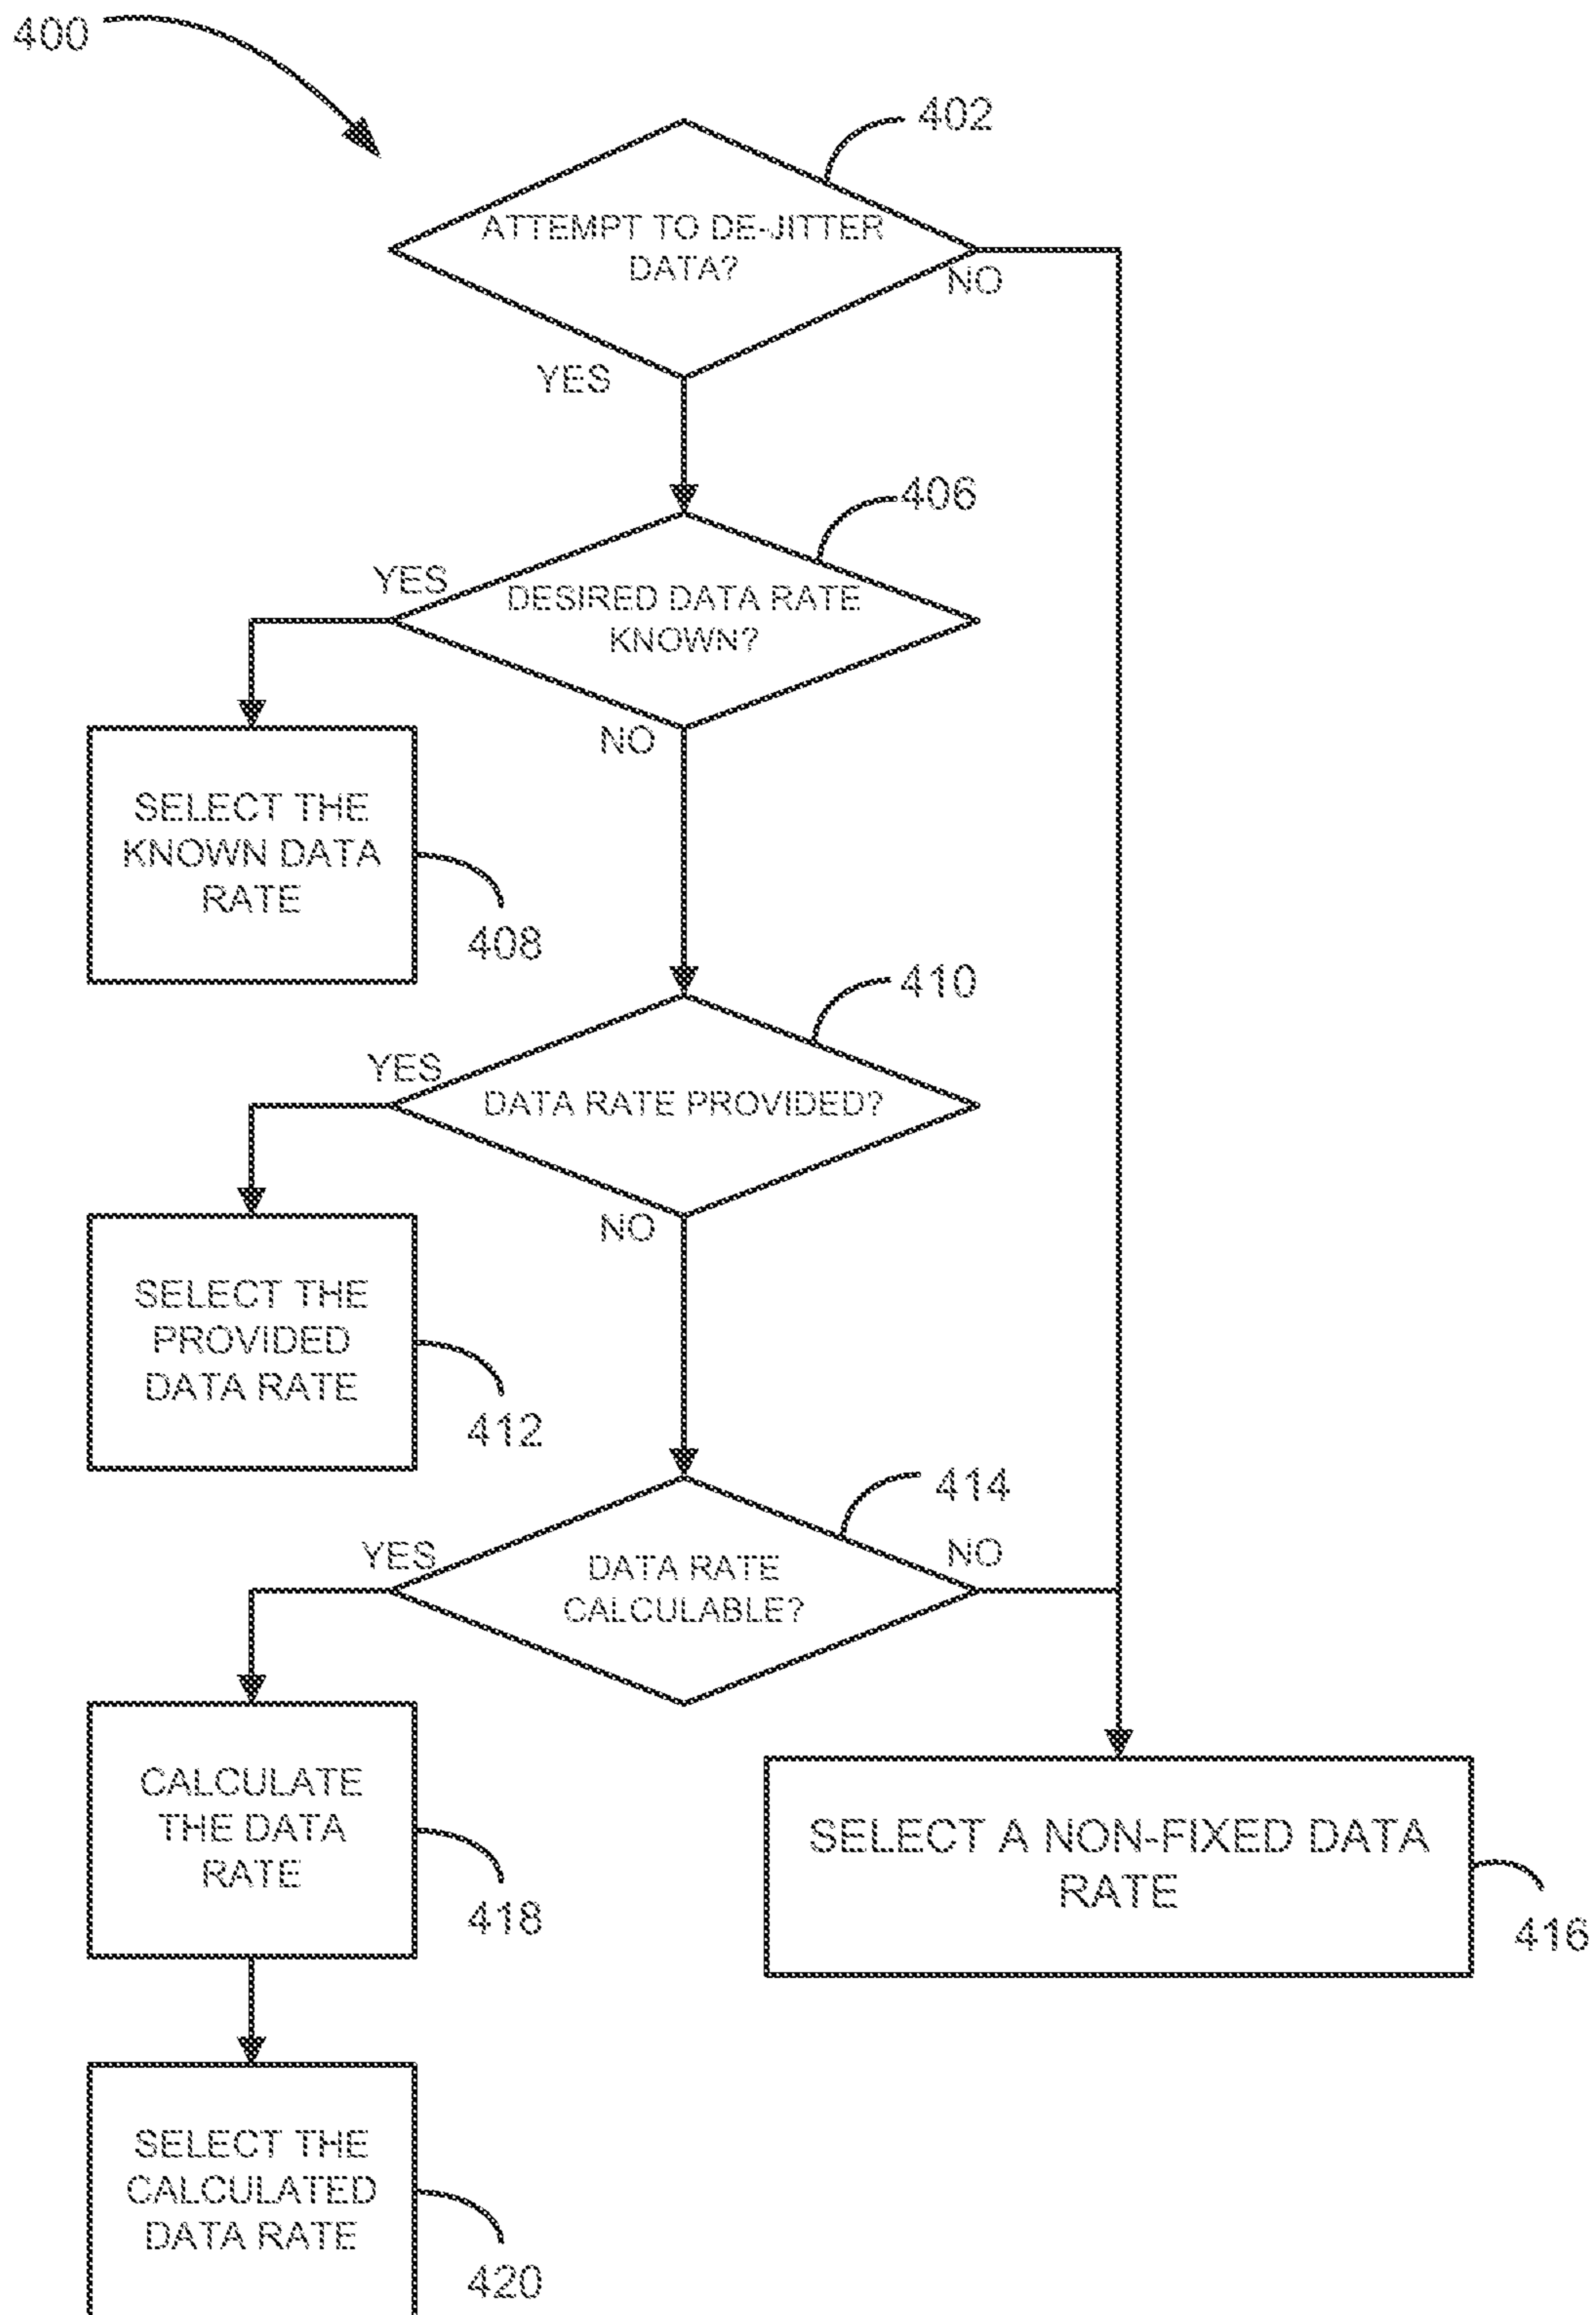 400
402
ATTEMPT TO DE-JITTER
DATA?
NO
YES
406
YES
DESIRED DATA RATE
KNOWN?
NO
SELECT THE
KNOWN DATA
RATE
408
410
YES
DATA RATE PROVIDED?
NO
SELECT THE
PROVIDED
DATA RATE
412
414
YES
NO
DATA RATE
CALCULABLE?
CALCULATE
THE DATA
RATE
418
SELECT A NON-FIXED DATA
RATE
416
SELECT THE
CALCULATED
DATA RATE
420